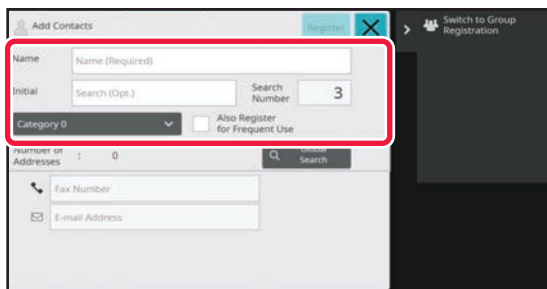 Add Contacts
Register
Switch to Group
Registration
Name
Name (Required)
Initial
Search (Opt.)
Search
Number
3
Category 0
Also Register
for Frequent Use
Number of
Addresses : 0
Global
Search
Fax Number
E-mail Address